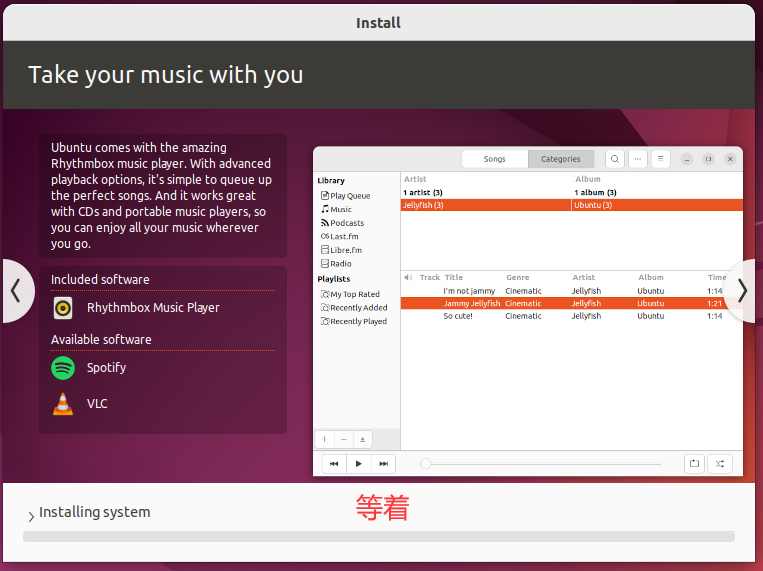 Install
Take your music with you
Ubuntu comes with the amazing
Rhythmbox music player. With advanced
playback options, it's simple to queue up
the perfect songs. And it works great
with CDs and portable music players, so
you can enjoy all your music wherever
you go.
Included software
Rhythmbox Music Player
Available software
Spotify
VLC
Songs Categories
Library
Play Queue
Music
Podcasts
Last.fm
Libre.fm
Radio
Playlists
My Top Rated
Recently Added
Recently Played
Artist Album
1 artist (3) 1 album (3)
Jellyfish (3) Ubuntu (3)
Track Title Genre Artist Album Time
I'm not jammy Cinematic Jellyfish Ubuntu 1:14
Jammy Jellyfish Cinematic Jellyfish Ubuntu 1:21
So cute! Cinematic Jellyfish Ubuntu 1:14
Installing system
等着